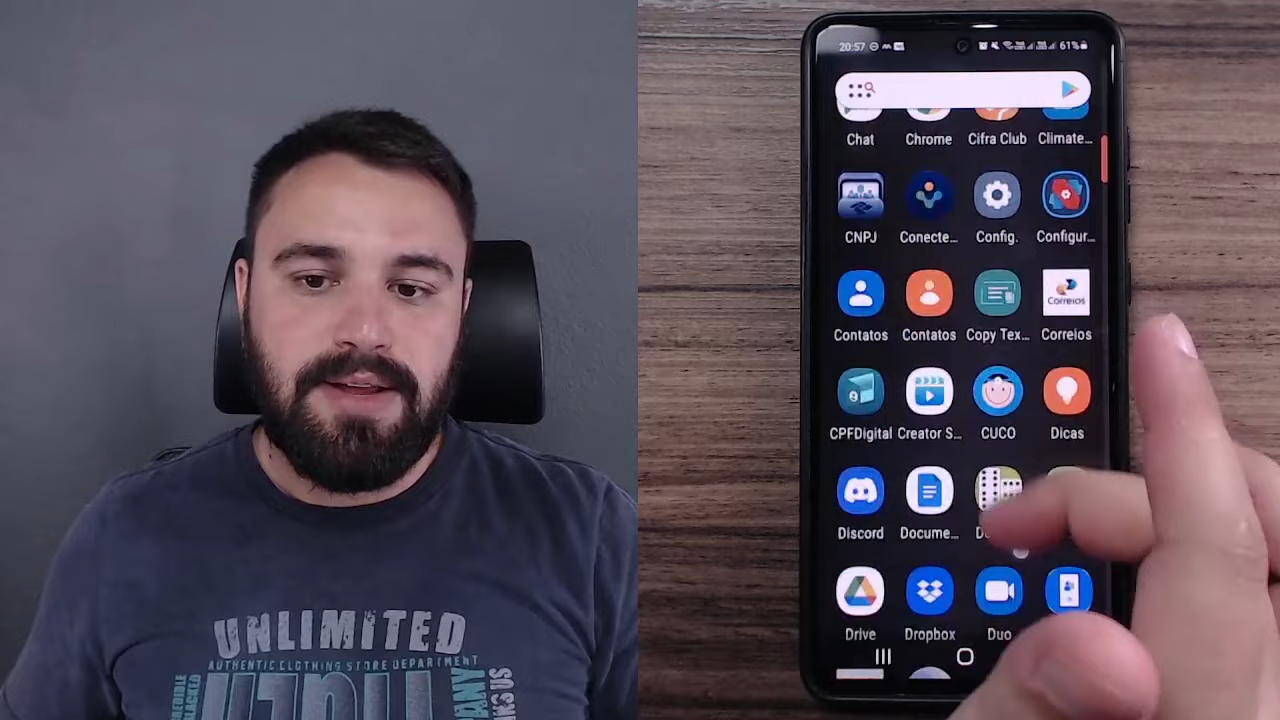 UNLIMITED
AUTHENTIC CLOTHING STORE DEPARTMENT
20:57
61%
Chat Chrome Cifra Club Climate...
CNPJ Conecte... Config. Configur...
Correios
Contatos Contatos Copy Tex... Correios
CPFDigital Creator S... CUCO Dicas
Discord Docume...
Drive Dropbox Duo